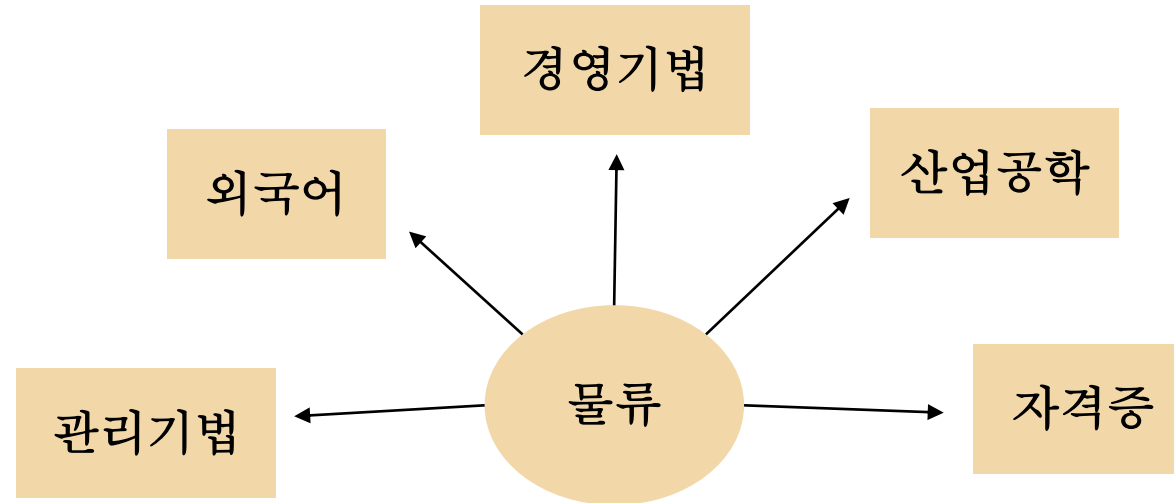 경영기법
산업공학
외국어
물류
자격증
관리기법